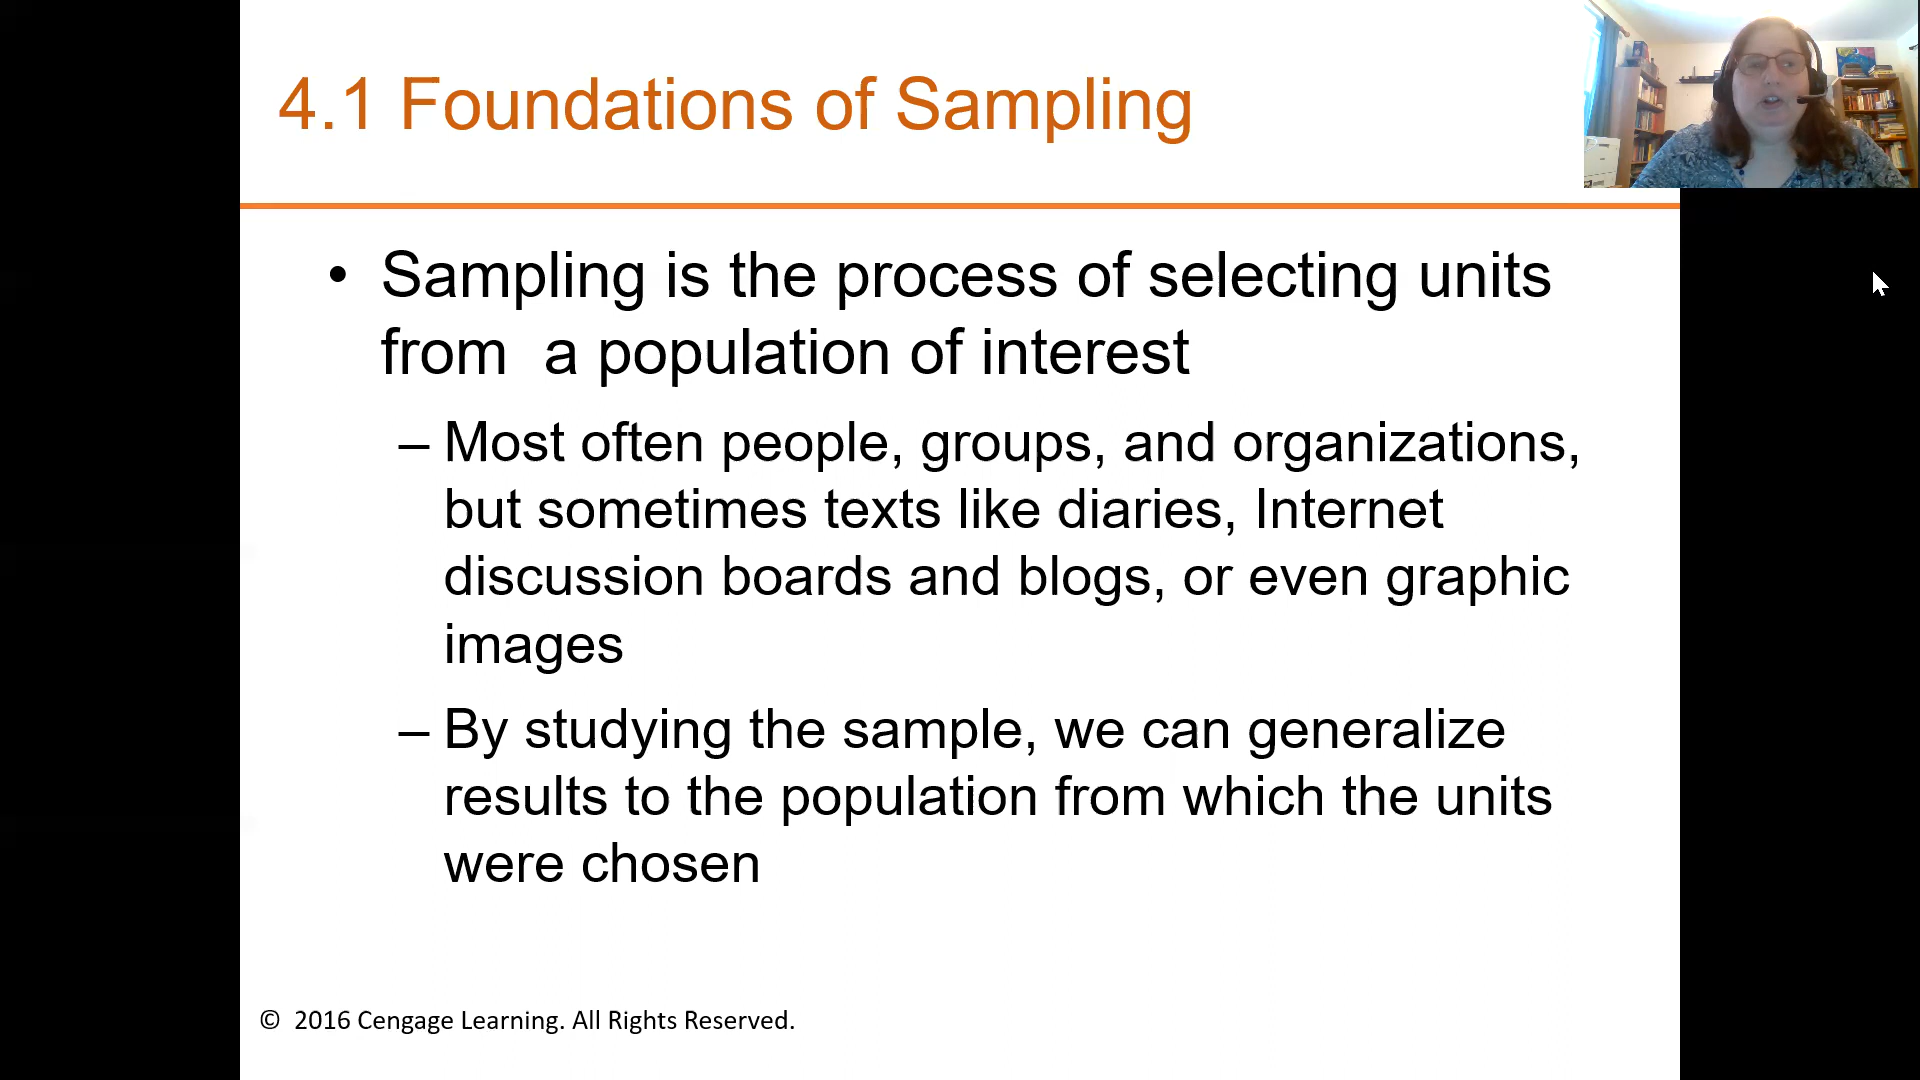 4.1 Foundations of Sampling
• Sampling is the process of selecting units
from a population of interest
– Most often people, groups, and organizations,
but sometimes texts like diaries, Internet
discussion boards and blogs, or even graphic
images
– By studying the sample, we can generalize
results to the population from which the units
were chosen
© 2016 Cengage Learning. All Rights Reserved.